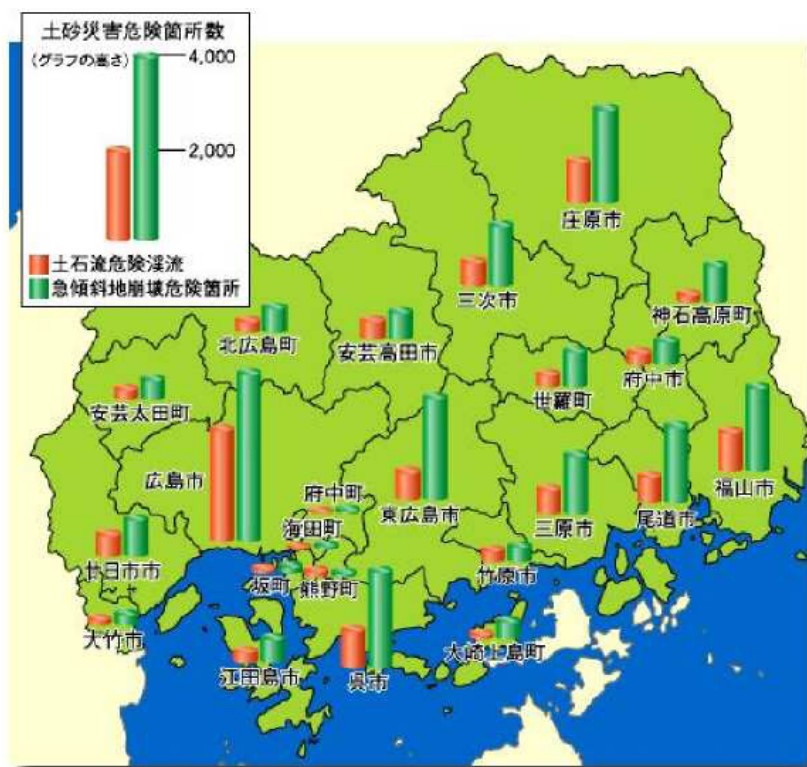 土砂災害危険箇所数
(グラフの高さ)
4,000
2,000
土石流危険渓流
急傾斜地崩壊危険箇所
庄原市
三次市
神石高原町
北広島町
安芸高田市
府中市
世羅町
安芸太田町
広島市
福山市
府中町
東広島市
三原市
尾道市
海田町
廿日市市
竹原市
坂町
熊野町
大竹市
大崎上島町
江田島市
呉市